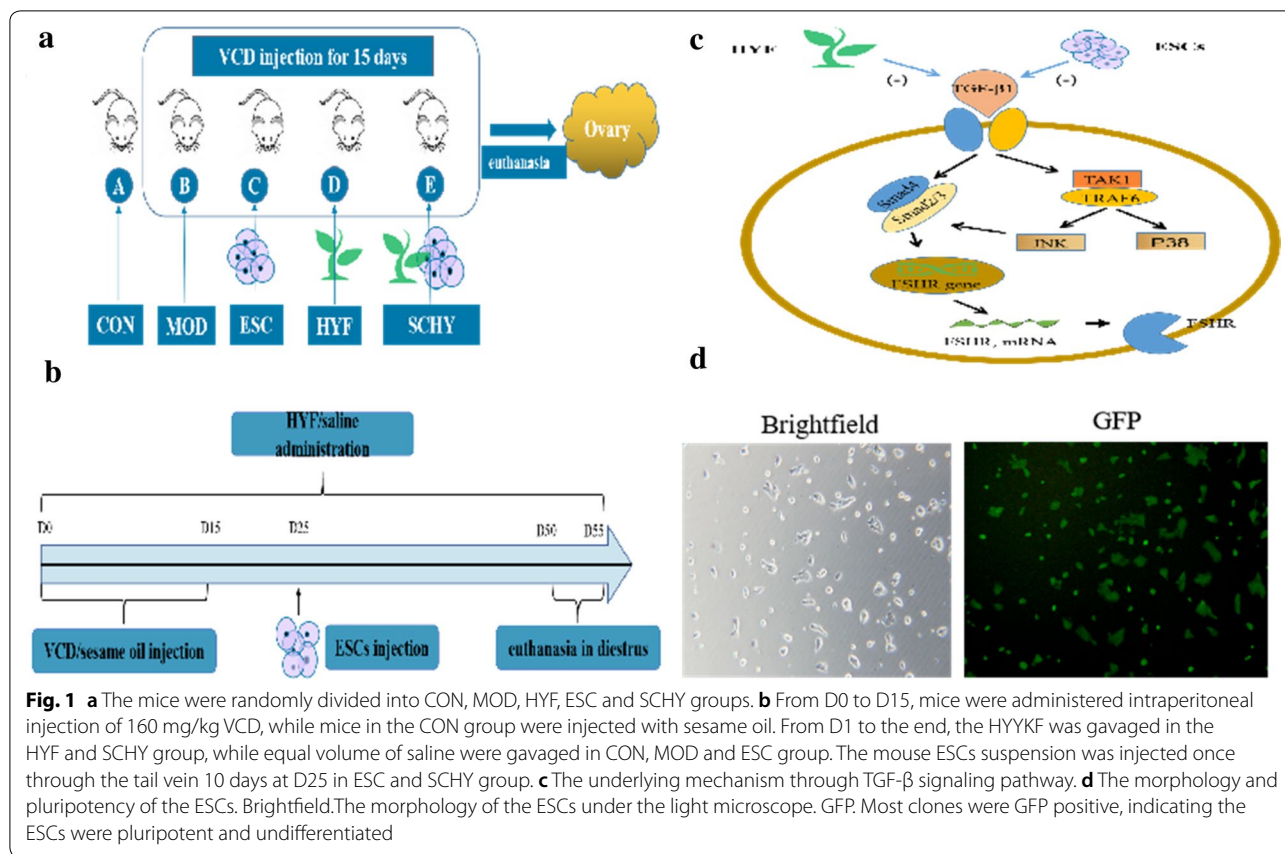 a
VCD injection for 15 days
A
B
C
D
E
euthanasia
Ovary
CON
MOD
ESC
HYF
SCHY
b
HYF/saline
administration
D0
D15
D25
D50
D55
VCD/sesame oil injection
ESCs injection
euthanasia in diestrus
c
HYF
ESCs
(-)
(-)
TGF-β1
Smad4
Smad2/3
TAK1
TRAF6
JNK
P38
FSHR gene
FSHR, mRNA
FSHR
d
Brightfield
GFP
Fig. 1 a The mice were randomly divided into CON, MOD, HYF, ESC and SCHY groups. b From D0 to D15, mice were administered intraperitoneal
injection of 160 mg/kg VCD, while mice in the CON group were injected with sesame oil. From D1 to the end, the HYYKF was gavaged in the
HYF and SCHY group, while equal volume of saline were gavaged in CON, MOD and ESC group. The mouse ESCs suspension was injected once
through the tail vein 10 days at D25 in ESC and SCHY group. c The underlying mechanism through TGF-β signaling pathway. d The morphology and
pluripotency of the ESCs. Brightfield.The morphology of the ESCs under the light microscope. GFP. Most clones were GFP positive, indicating the
ESCs were pluripotent and undifferentiated